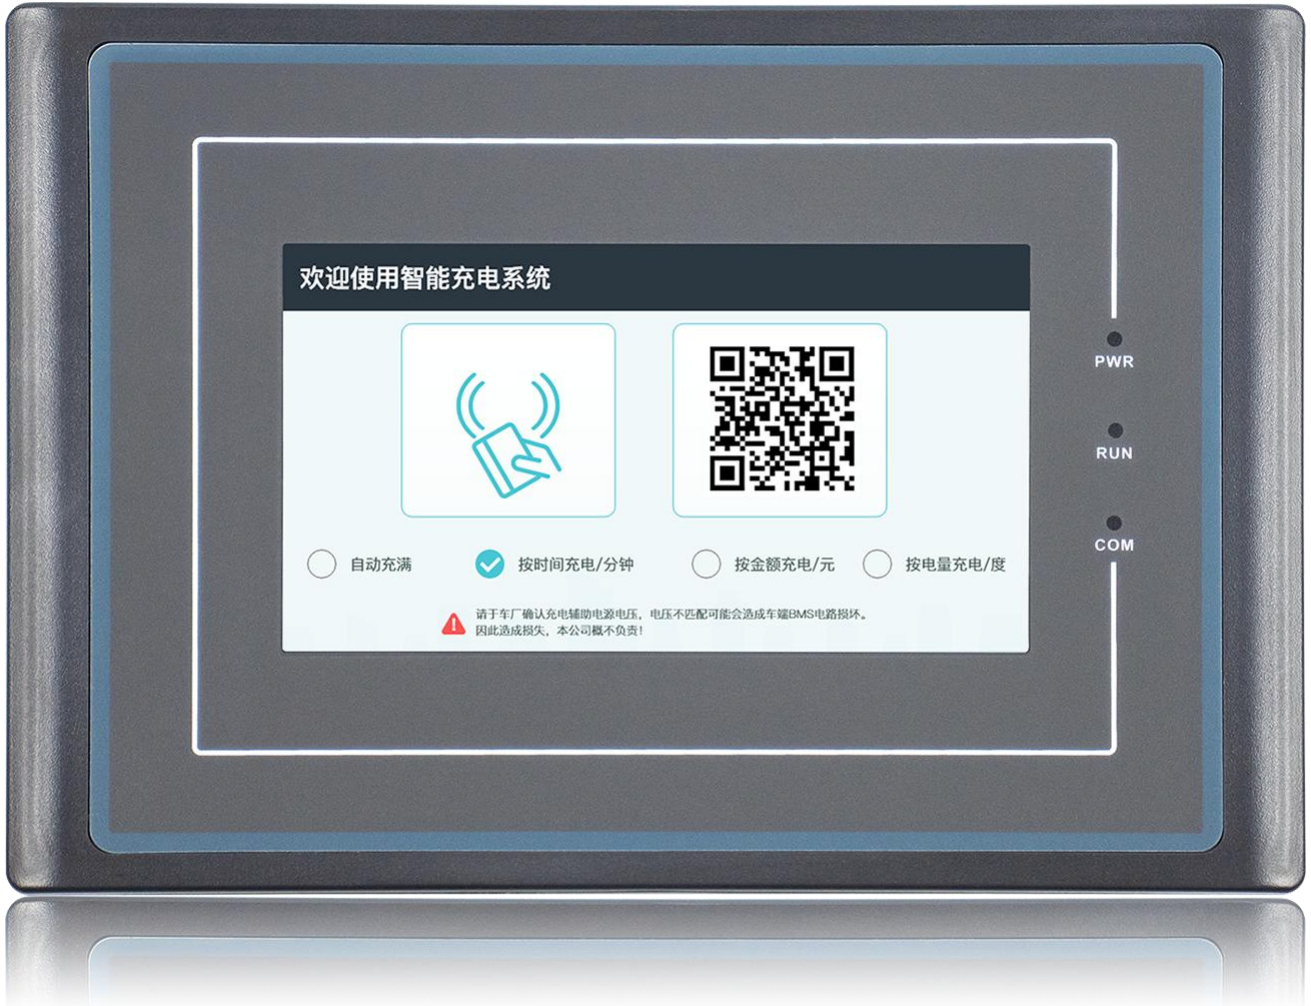 欢迎使用智能充电系统
PWR
RUN
COM
自动充满
按时间充电/分钟
按金额充电/元
按电量充电/度
请于车厂确认充电辅助电源电压，电压不匹配可能会造成车端BMS电路损坏。
因此造成损失，本公司概不负责！